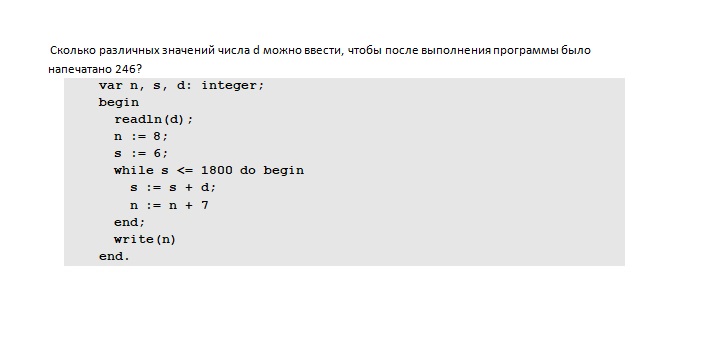 Сколько различных значений числа d можно ввести, чтобы после выполнения программы было
напечатано 246?
var n, s, d: integer;
begin
readln(d);
n := 8;
s := 6;
while s <= 1800 do begin
s := s + d;
n := n + 7
end;
write(n)
end.